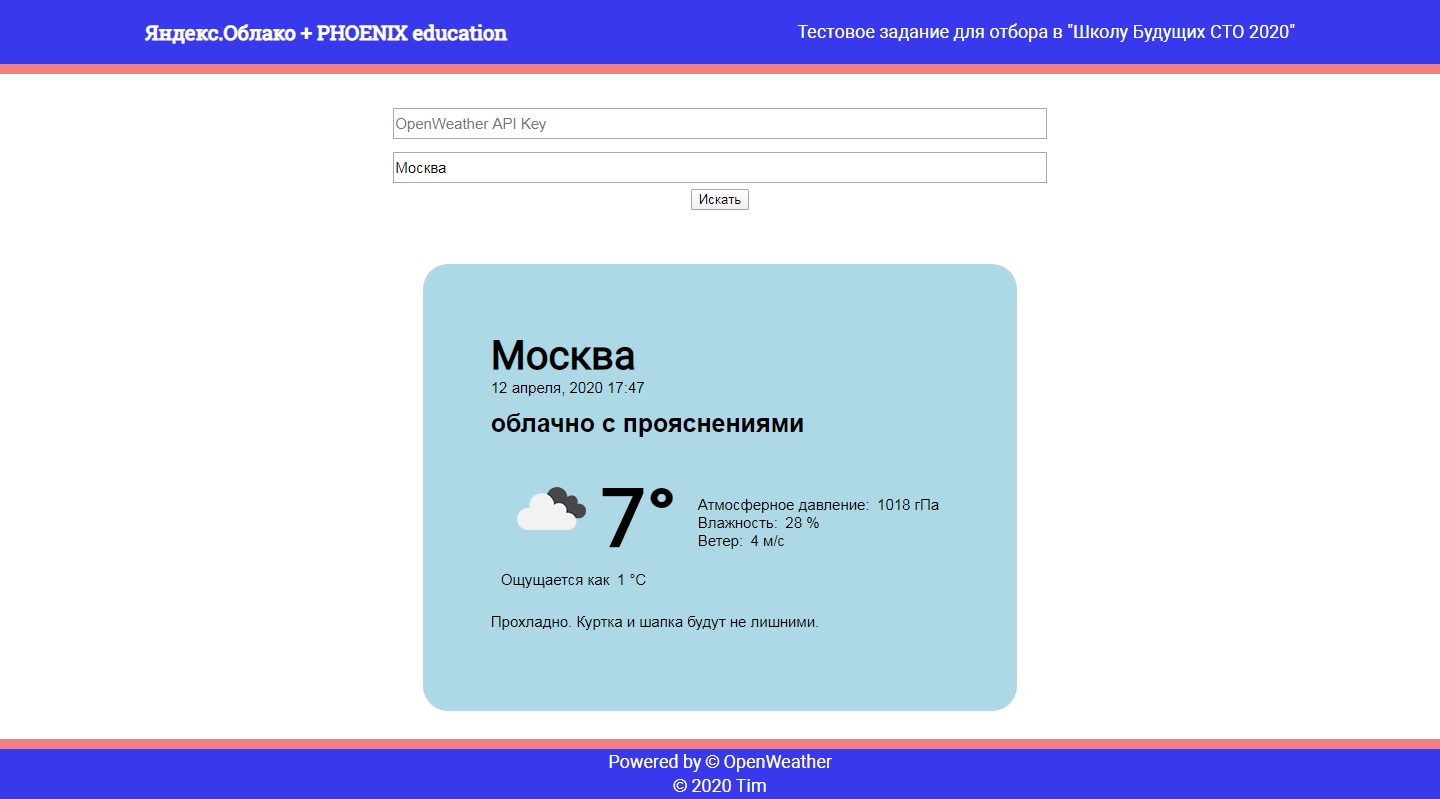 Яндекс.Облако + PHOENIX education
Тестовое задание для отбора в "Школу Будущих СТО 2020"
OpenWeather API Key
Москва
Искать
Москва
12 апреля, 2020 17:47
облачно с прояснениями
7°
Атмосферное давление: 1018 гПа
Влажность: 28 %
Ветер: 4 м/с
Ощущается как 1 °C
Прохладно. Куртка и шапка будут не лишними.
Powered by © OpenWeather
© 2020 Tim